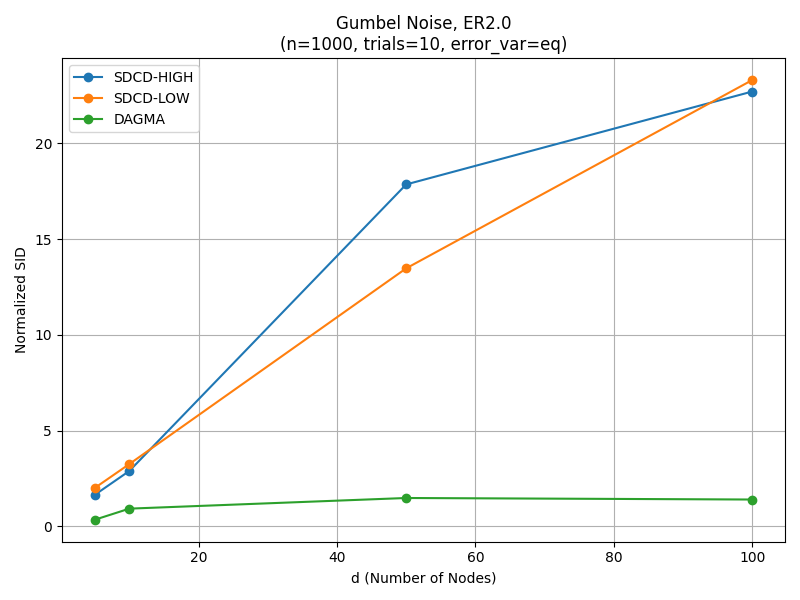 Gumbel Noise, ER2.0
(n=1000, trials=10, error_var=eq)
SDCD-HIGH
SDCD-LOW
DAGMA
Normalized SID
20
15
10
5
0
20 40 60 80 100
d (Number of Nodes)